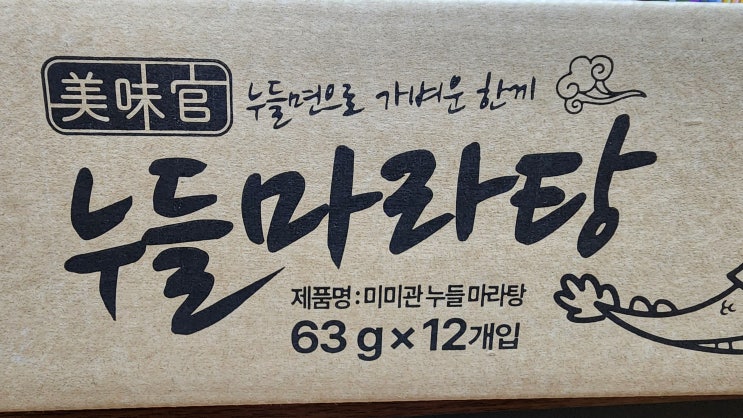 美味官 누들면으로 가벼운 한끼
누들마라탕
제품명 : 미미관 누들 마라탕
63 g × 12개입